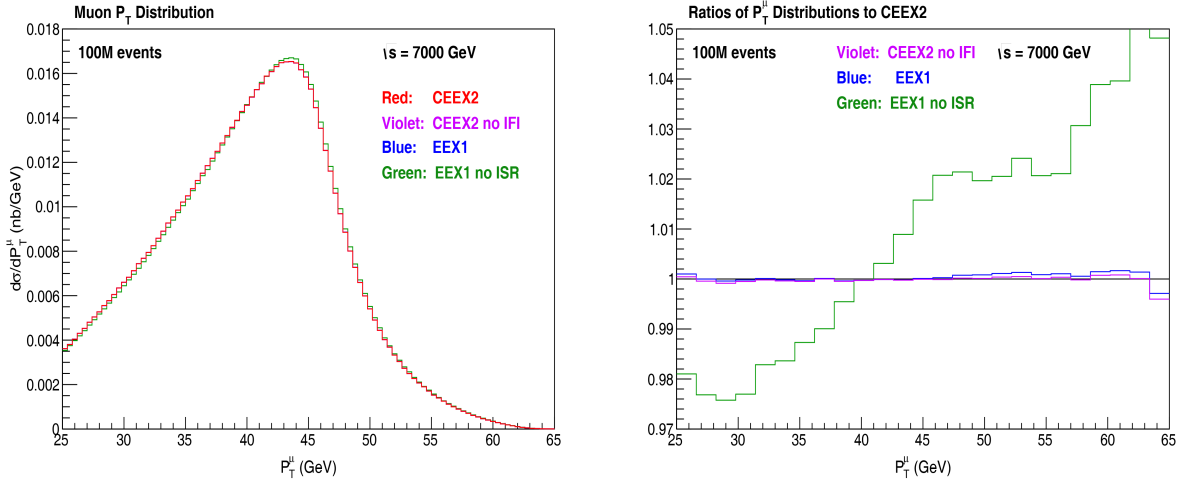 Muon P_T Distribution
100M events
√s = 7000 GeV
Red: CEEX2
Violet: CEEX2 no IFI
Blue: EEX1
Green: EEX1 no ISR
dσ/dP_T^μ (nb/GeV)
0.018
0.016
0.014
0.012
0.01
0.008
0.006
0.004
0.002
0
25 30 35 40 45 50 55 60 65
P_T^μ (GeV)
Ratios of P_T^μ Distributions to CEEX2
100M events
Violet: CEEX2 no IFI
√s = 7000 GeV
Blue: EEX1
Green: EEX1 no ISR
1.05
1.04
1.03
1.02
1.01
1
0.99
0.98
0.97
25 30 35 40 45 50 55 60 65
P_T^μ (GeV)